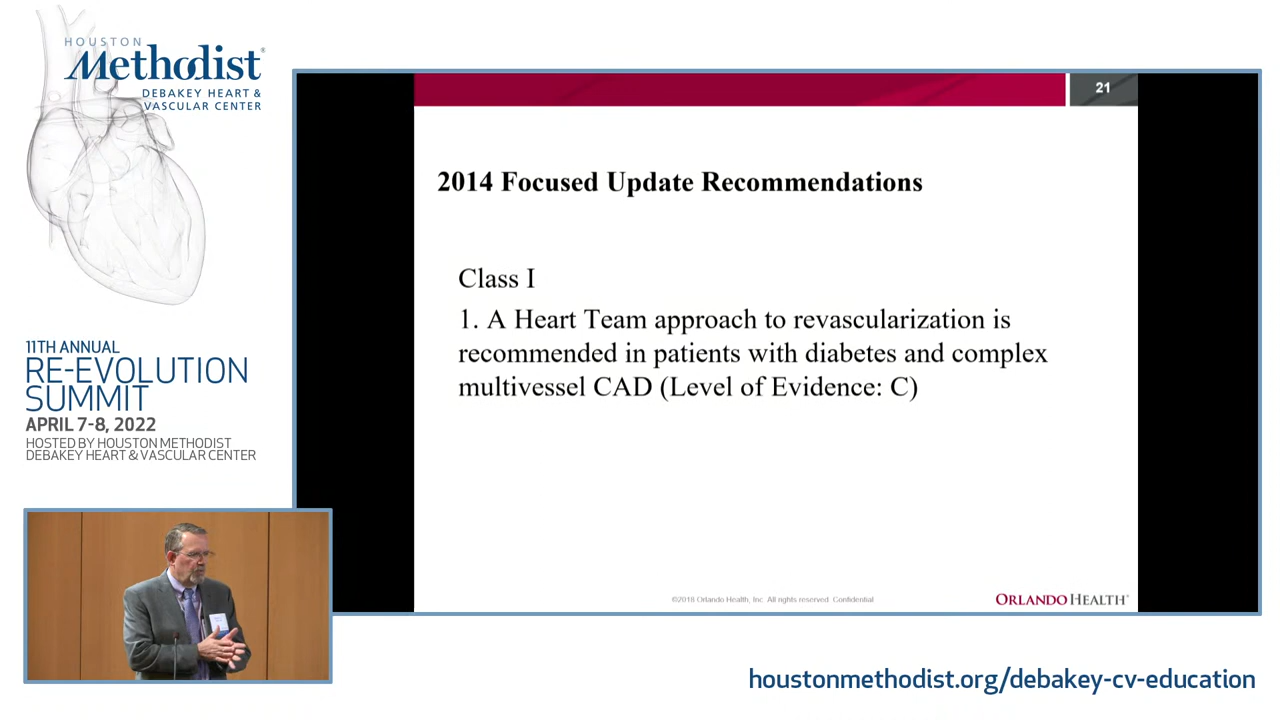 HOUSTON
Methodist®
DEBAKEY HEART &
VASCULAR CENTER
11TH ANNUAL
RE-EVOLUTION
SUMMIT
APRIL 7-8, 2022
HOSTED BY HOUSTON METHODIST
DEBAKEY HEART & VASCULAR CENTER
21
2014 Focused Update Recommendations
Class I
1. A Heart Team approach to revascularization is
recommended in patients with diabetes and complex
multivessel CAD (Level of Evidence: C)
©2018 Orlando Health, Inc. All rights reserved. Confidential
ORLANDO HEALTH®
houstonmethodist.org/debakey-cv-education